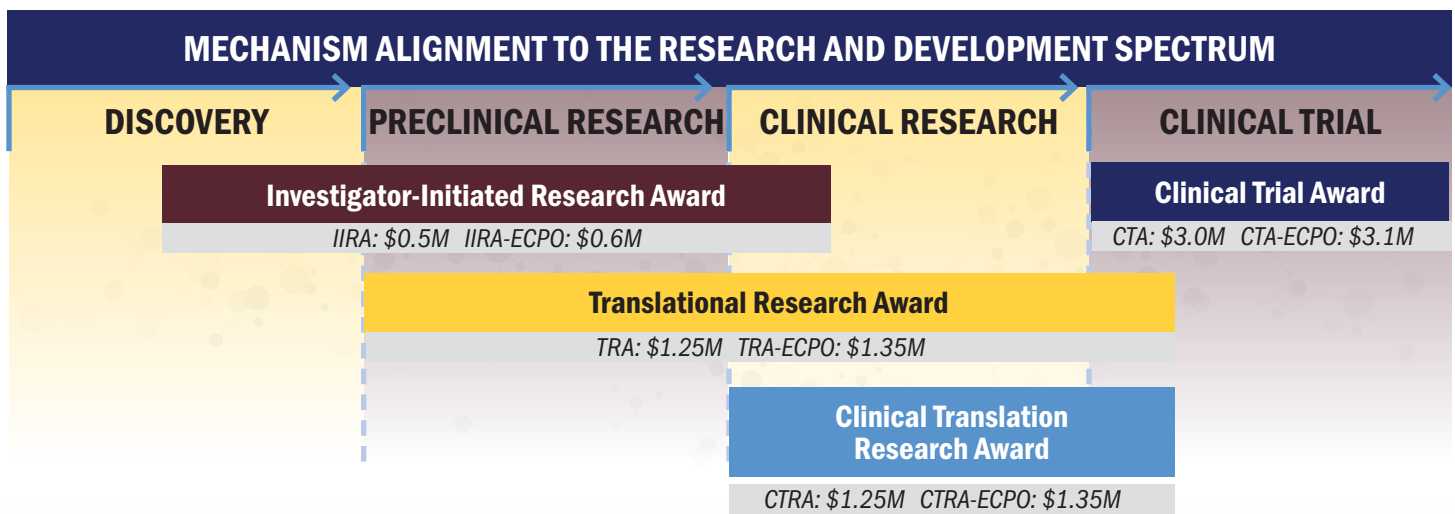 MECHANISM ALIGNMENT TO THE RESEARCH AND DEVELOPMENT SPECTRUM
DISCOVERY
PRECLINICAL RESEARCH
CLINICAL RESEARCH
CLINICAL TRIAL
Investigator-Initiated Research Award
IIRA: $0.5M IIRA-ECPO: $0.6M
Clinical Trial Award
CTA: $3.0M CTA-ECPO: $3.1M
Translational Research Award
TRA: $1.25M TRA-ECPO: $1.35M
Clinical Translation
Research Award
CTRA: $1.25M CTRA-ECPO: $1.35M